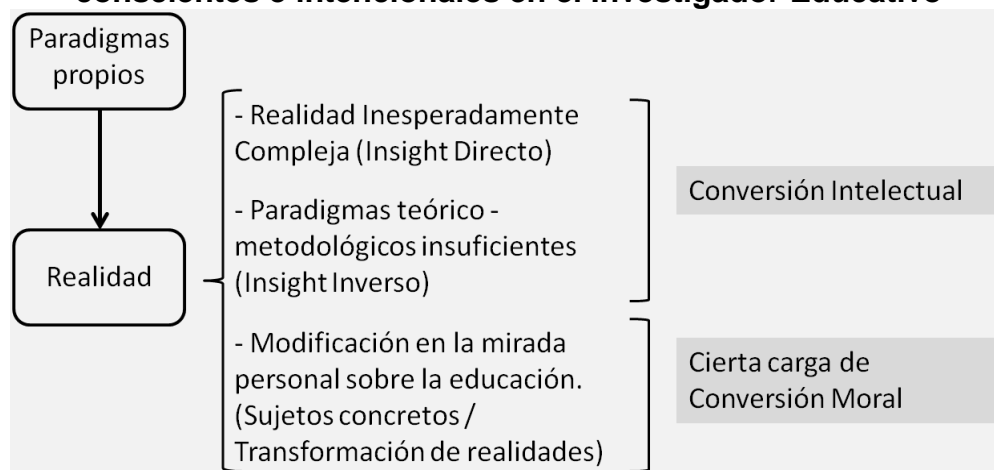 conscientes e intencionales en el Investigador Educativo
Paradigmas
propios
Realidad
- Realidad Inesperadamente
Compleja (Insight Directo)
- Paradigmas teórico -
metodológicos insuficientes
(Insight Inverso)
- Modificación en la mirada
personal sobre la educación.
(Sujetos concretos /
Transformación de realidades)
Conversión Intelectual
Cierta carga de
Conversión Moral